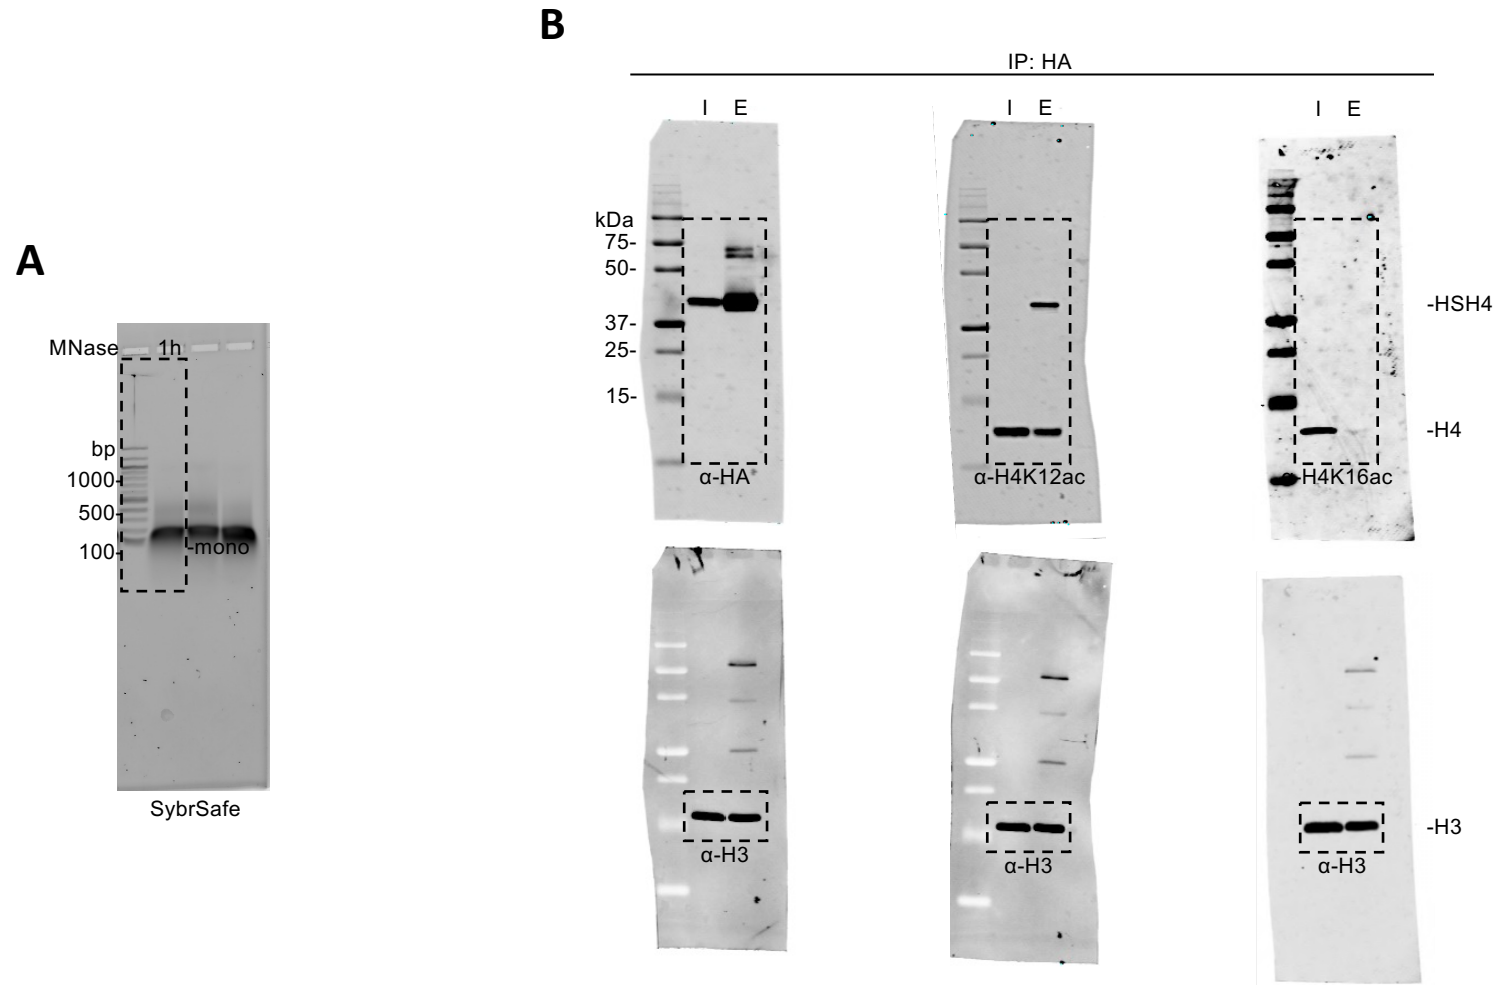 A
MNase 1h
bp
1000-
500-
100-
-mono
SybrSafe
B
IP: HA
I E
I E
I E
kDa
75-
50-
37-
25-
15-
-HSH4
-H4
α-HA
α-H4K12ac
-H4K16ac
-H3
α-H3
α-H3
α-H3